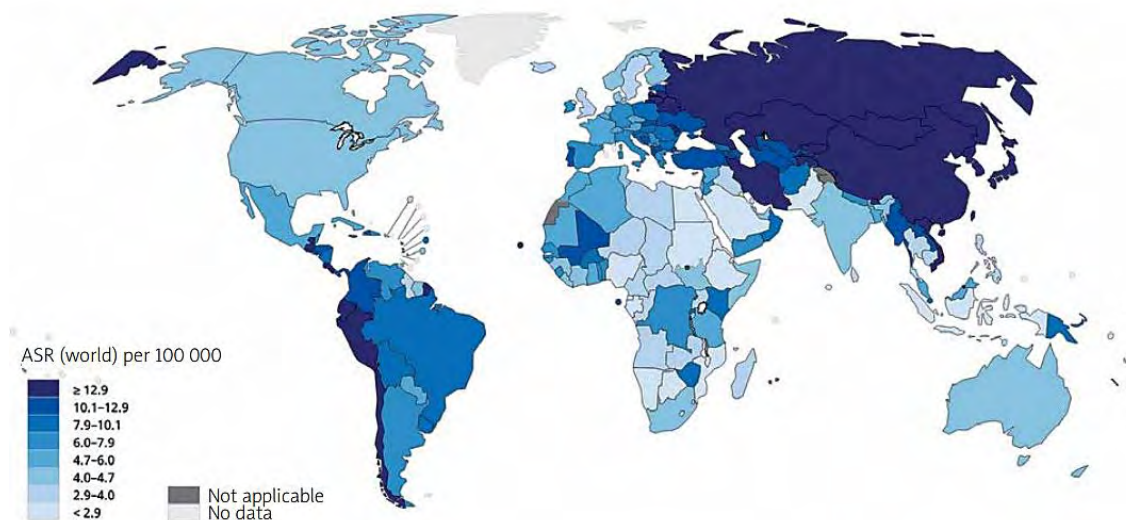 ASR (world) per 100 000
≥ 12.9
10.1–12.9
7.9–10.1
6.0–7.9
4.7–6.0
4.0–4.7
2.9–4.0
< 2.9
Not applicable
No data